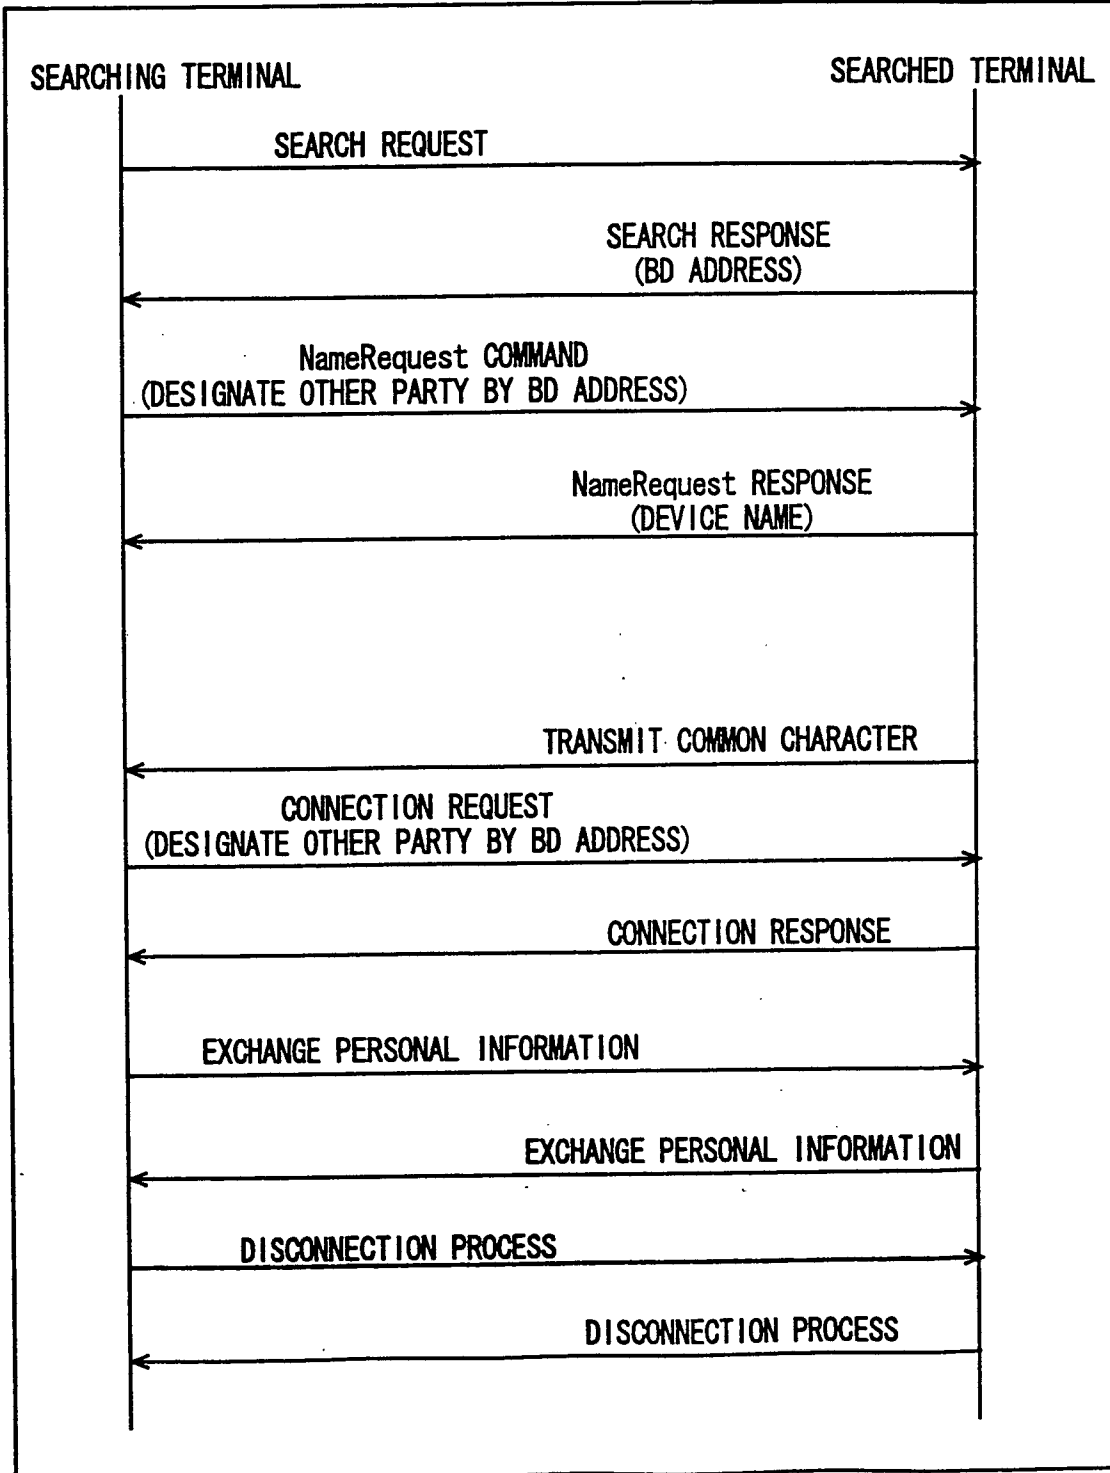 SEARCHING TERMINAL
SEARCHED TERMINAL
SEARCH REQUEST
SEARCH RESPONSE
(BD ADDRESS)
NameRequest COMMAND
(DESIGNATE OTHER PARTY BY BD ADDRESS)
NameRequest RESPONSE
(DEVICE NAME)
TRANSMIT COMMON CHARACTER
CONNECTION REQUEST
(DESIGNATE OTHER PARTY BY BD ADDRESS)
CONNECTION RESPONSE
EXCHANGE PERSONAL INFORMATION
EXCHANGE PERSONAL INFORMATION
DISCONNECTION PROCESS
DISCONNECTION PROCESS